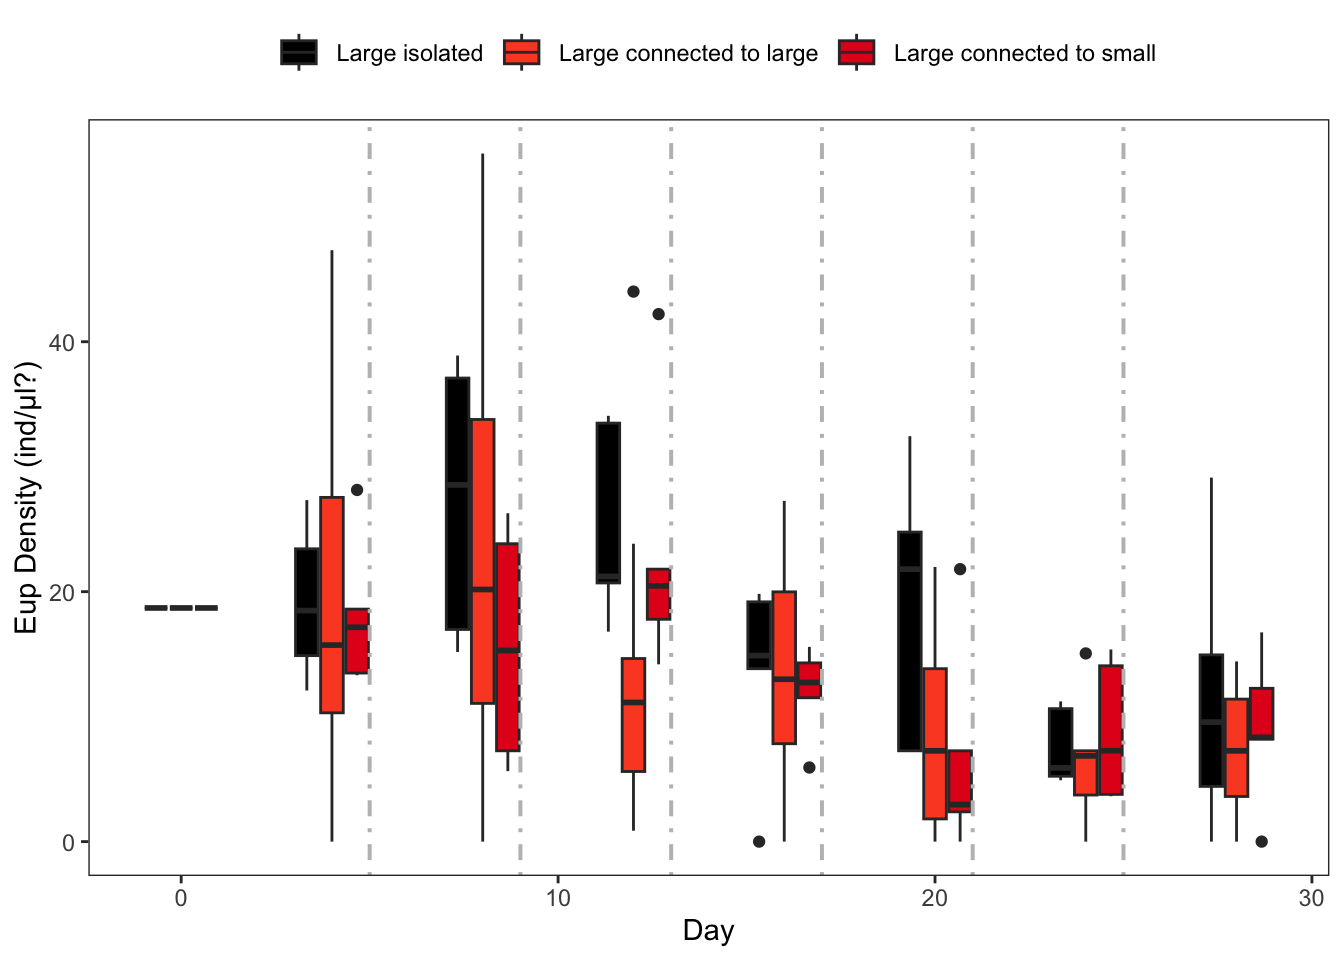 Large isolated Large connected to large Large connected to small
Eup Density (ind/µl?)
40
20
0
0 10 20 30
Day